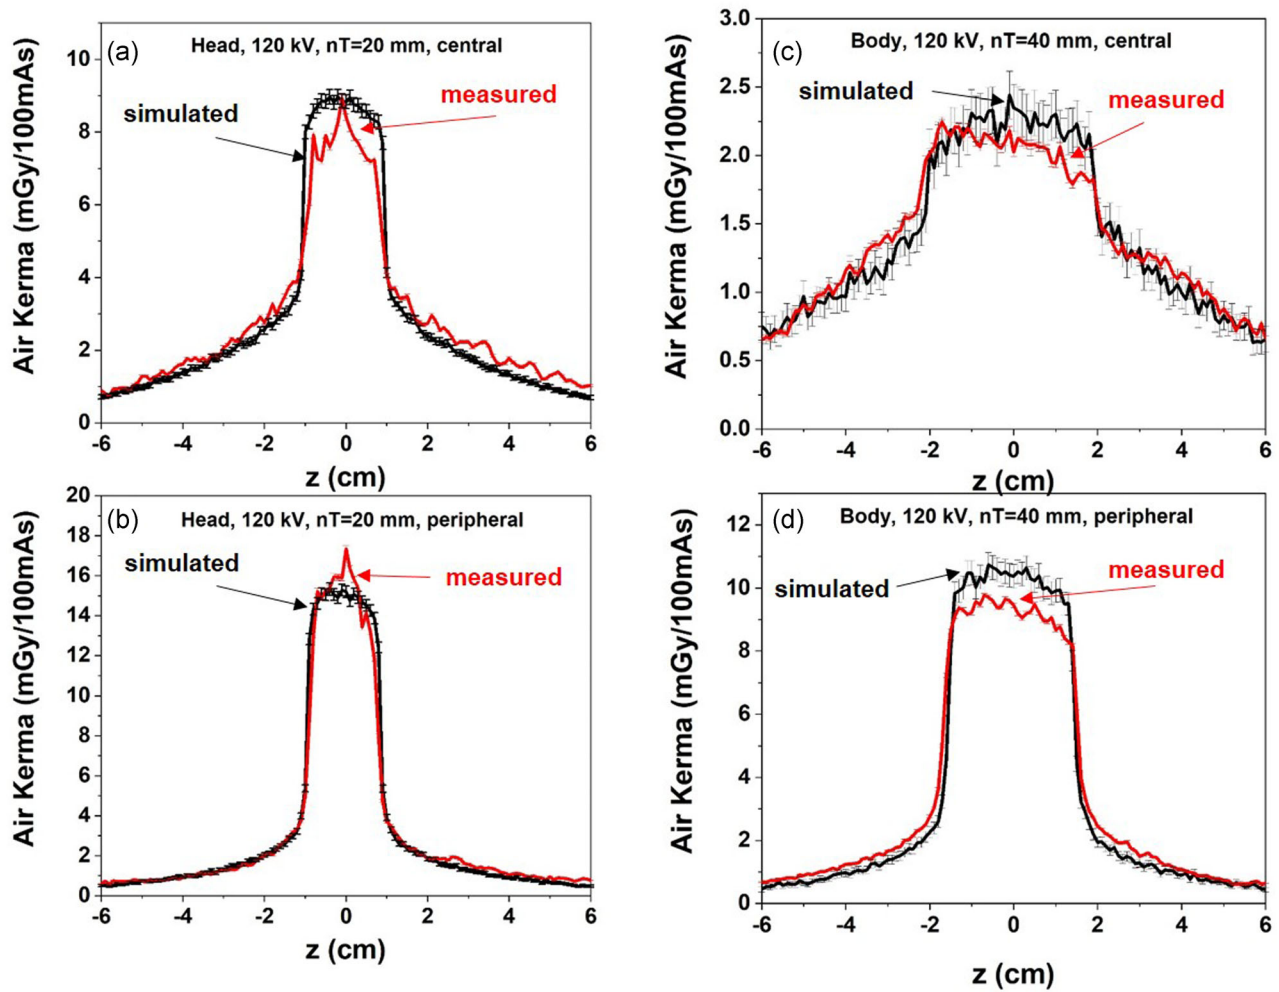 (a)
Head, 120 kV, nT=20 mm, central
simulated
measured
Air Kerma (mGy/100mAs)
10
8
6
4
2
0
-6 -4 -2 0 2 4 6
z (cm)
(c)
Body, 120 kV, nT=40 mm, central
simulated
measured
Air Kerma (mGy/100mAs)
3.0
2.5
2.0
1.5
1.0
0.5
0.0
-6 -4 -2 0 2 4 6
z (cm)
(b)
Head, 120 kV, nT=20 mm, peripheral
simulated
measured
Air Kerma (mGy/100mAs)
20
18
16
14
12
10
8
6
4
2
0
-6 -4 -2 0 2 4 6
z (cm)
(d)
Body, 120 kV, nT=40 mm, peripheral
simulated
measured
Air Kerma (mGy/100mAs)
12
10
8
6
4
2
0
-6 -4 -2 0 2 4 6
z (cm)